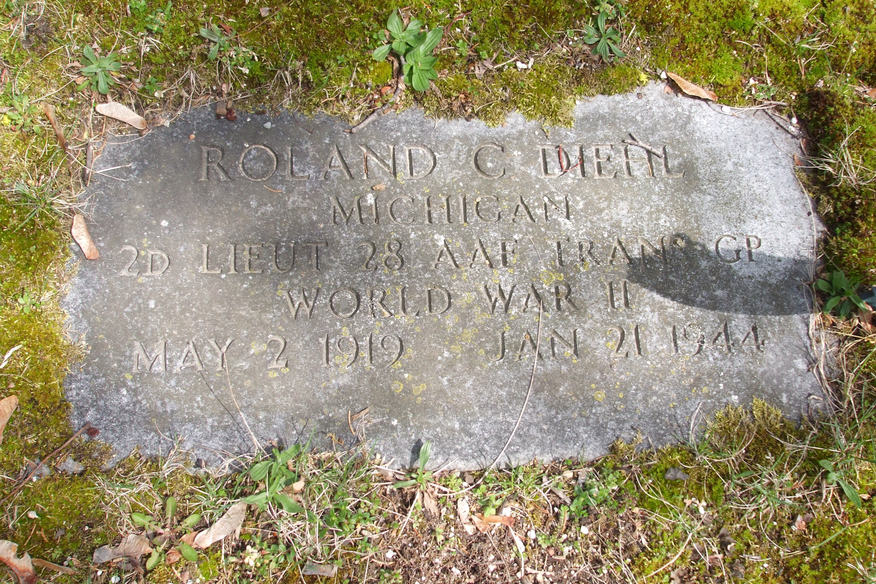 ROLAND C DIEHL
MICHIGAN
2D LIEUT 28 AAF TRANS GP
WORLD WAR II
MAY 2 1919 JAN 21 1944